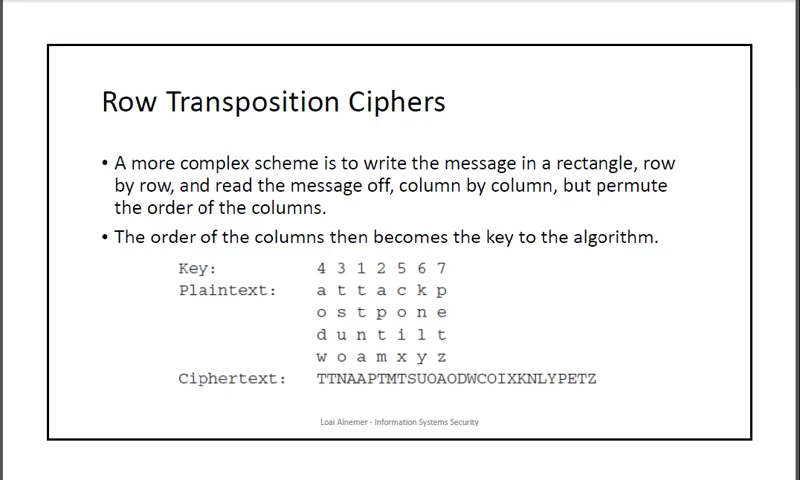 Row Transposition Ciphers
• A more complex scheme is to write the message in a rectangle, row
by row, and read the message off, column by column, but permute
the order of the columns.
• The order of the columns then becomes the key to the algorithm.
Key: 4 3 1 2 5 6 7
Plaintext: a t t a c k p
o s t p o n e
d u n t i l t
w o a m x y z
Ciphertext: TTNAAPTMTSUOAODWCOIXKNLYPETZ
Loai Alnemer - Information Systems Security